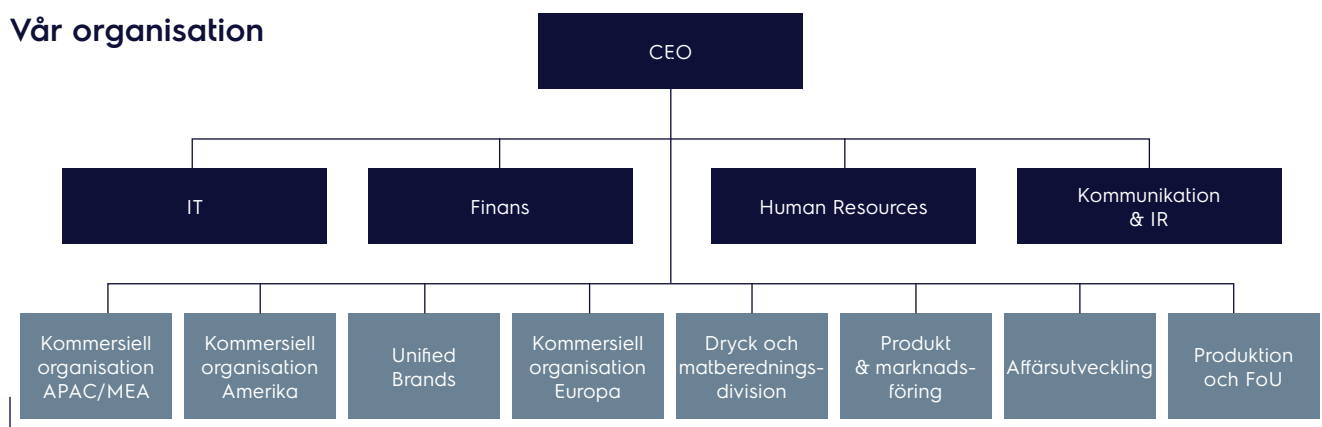 Vår organisation
CEO
IT
Finans
Human Resources
Kommunikation
& IR
Kommersiell
organisation
APAC/MEA
Kommersiell
organisation
Amerika
Unified
Brands
Kommersiell
organisation
Europa
Dryck och
matberednings-
division
Produkt
& marknads-
föring
Affärsutveckling
Produktion
och FoU